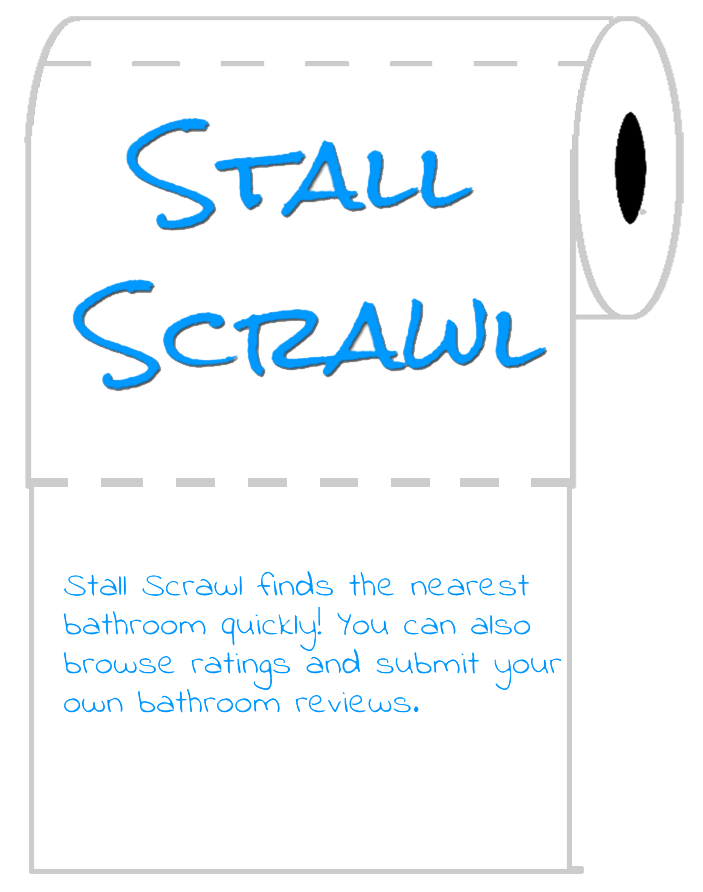 Stall
Scrawl
Stall Scrawl finds the nearest
bathroom quickly! You can also
browse ratings and submit your
own bathroom reviews.